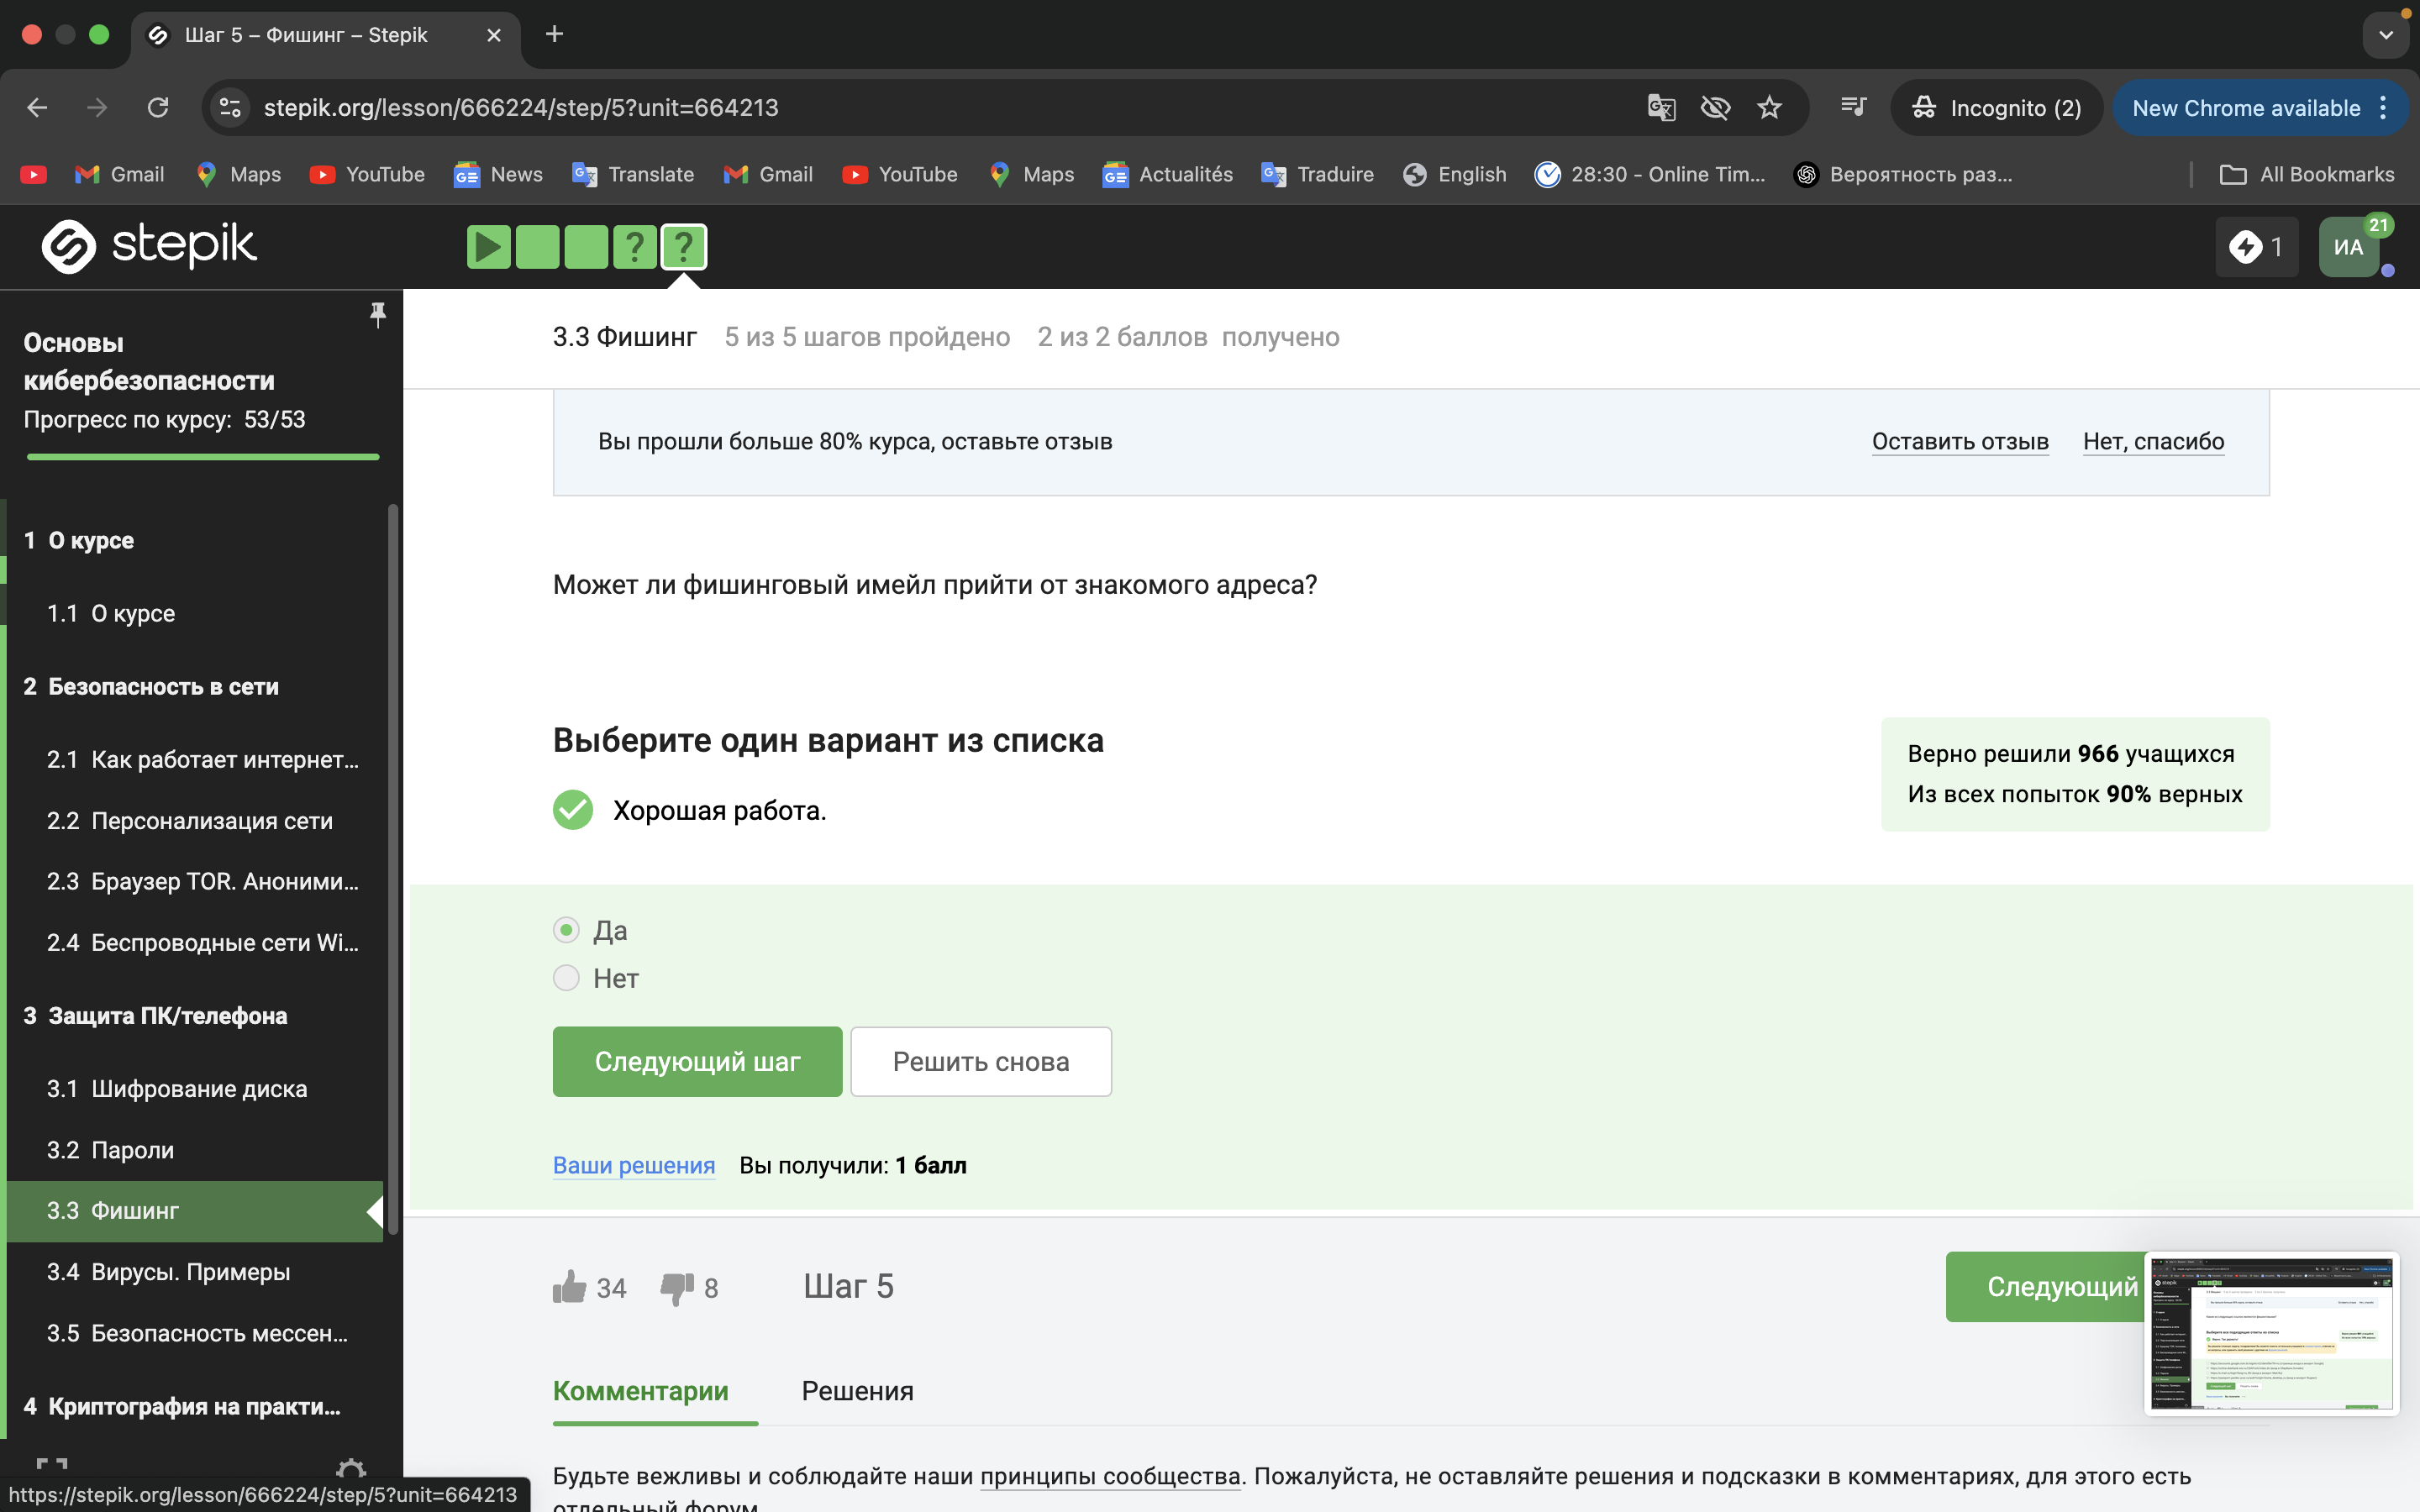 Шаг 5 – Фишинг – Stepik
stepik.org/lesson/666224/step/5?unit=664213
Incognito (2)
New Chrome available
Gmail
Maps
YouTube
News
Translate
Gmail
YouTube
Maps
Actualités
Traduire
English
28:30 - Online Tim...
Вероятность раз...
All Bookmarks
stepik
?
?
1
ИА
21
Основы
кибербезопасности
Прогресс по курсу: 53/53
1 О курсе
1.1 О курсе
2 Безопасность в сети
2.1 Как работает интернет...
2.2 Персонализация сети
2.3 Браузер TOR. Аноними...
2.4 Беспроводные сети Wi...
3 Защита ПК/телефона
3.1 Шифрование диска
3.2 Пароли
3.3 Фишинг
3.4 Вирусы. Примеры
3.5 Безопасность мессен...
4 Криптография на практи...
https://stepik.org/lesson/666224/step/5?unit=664213
3.3 Фишинг 5 из 5 шагов пройдено 2 из 2 баллов получено
Вы прошли больше 80% курса, оставьте отзыв
Оставить отзыв
Нет, спасибо
Может ли фишинговый имейл прийти от знакомого адреса?
Выберите один вариант из списка
Хорошая работа.
Верно решили 966 учащихся
Из всех попыток 90% верных
Да
Нет
Следующий шаг
Решить снова
Ваши решения Вы получили: 1 балл
34
8
Шаг 5
Следующий
Комментарии
Решения
Будьте вежливы и соблюдайте наши принципы сообщества. Пожалуйста, не оставляйте решения и подсказки в комментариях, для этого есть
отдельный форум